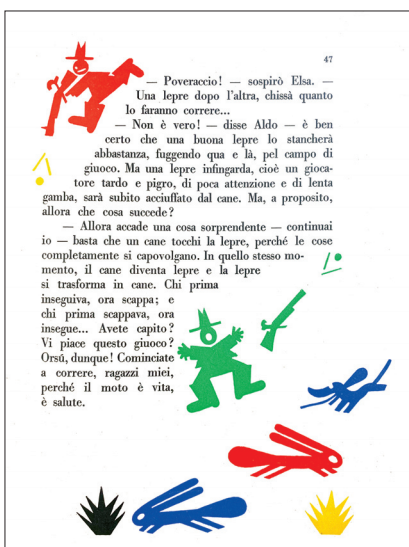 47
— Poveraccio! — sospirò Elsa. —
Una lepre dopo l'altra, chissà quanto
lo faranno correre...
— Non è vero! — disse Aldo — è ben
certo che una buona lepre lo stancherà
abbastanza, fuggendo qua e là, pel campo di
giuoco. Ma una lepre infingarda, cioè un gioca-
tore tardo e pigro, di poca attenzione e di lenta
gamba, sarà subito acciuffato dal cane. Ma, a proposito,
allora che cosa succede?
— Allora accade una cosa sorprendente — continuai
io — basta che un cane tocchi la lepre, perché le cose
completamente si capovolgano. In quello stesso mo-
mento, il cane diventa lepre e la lepre
si trasforma in cane. Chi prima
inseguiva, ora scappa; e
chi prima scappava, ora
insegue... Avete capito?
Vi piace questo giuoco?
Orsú, dunque! Cominciate
a correre, ragazzi miei,
perché il moto è vita,
è salute.